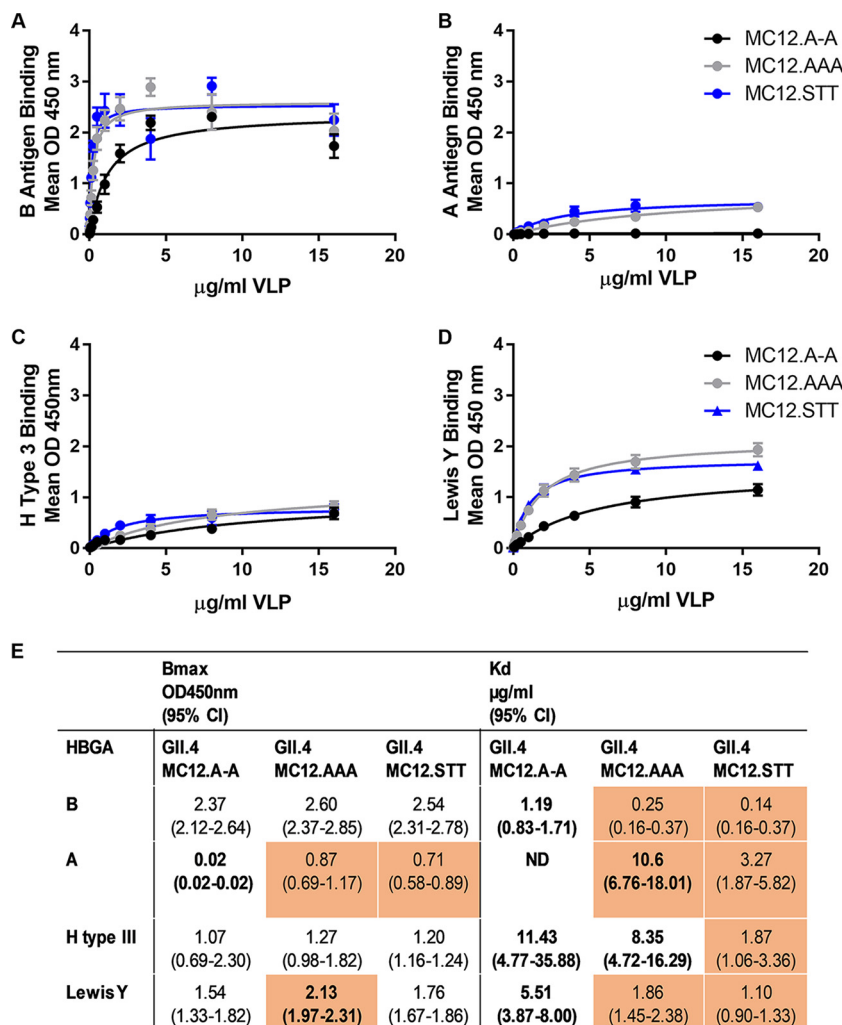 A
B Antigen Binding
Mean OD 450 nm
4
3
2
1
0
0 5 10 15 20
μg/ml VLP
B
A Antiegn Binding
Mean OD 450 nm
4
3
2
1
0
0 5 10 15 20
μg/ml VLP
MC12.A-A
MC12.AAA
MC12.STT
C
H Type 3 Binding
Mean OD 450nm
4
3
2
1
0
0 5 10 15 20
μg/ml VLP
D
Lewis Y Binding
Mean OD 450 nm
4
3
2
1
0
0 5 10 15 20
μg/ml VLP
MC12.A-A
MC12.AAA
MC12.STT
E
Bmax Kd
OD450nm μg/ml
(95% CI) (95% CI)
HBGA GII.4 GII.4 GII.4 GII.4 GII.4 GII.4
MC12.A-A MC12.AAA MC12.STT MC12.A-A MC12.AAA MC12.STT
B 2.37 2.60 2.54 1.19 0.25 0.14
(2.12-2.64) (2.37-2.85) (2.31-2.78) (0.83-1.71) (0.16-0.37) (0.16-0.37)
A 0.02 0.87 0.71 ND 10.6 3.27
(0.02-0.02) (0.69-1.17) (0.58-0.89) (6.76-18.01) (1.87-5.82)
H type III 1.07 1.27 1.20 11.43 8.35 1.87
(0.69-2.30) (0.98-1.82) (1.16-1.24) (4.77-35.88) (4.72-16.29) (1.06-3.36)
Lewis Y 1.54 2.13 1.76 5.51 1.86 1.10
(1.33-1.82) (1.97-2.31) (1.67-1.86) (3.87-8.00) (1.45-2.38) (0.90-1.33)